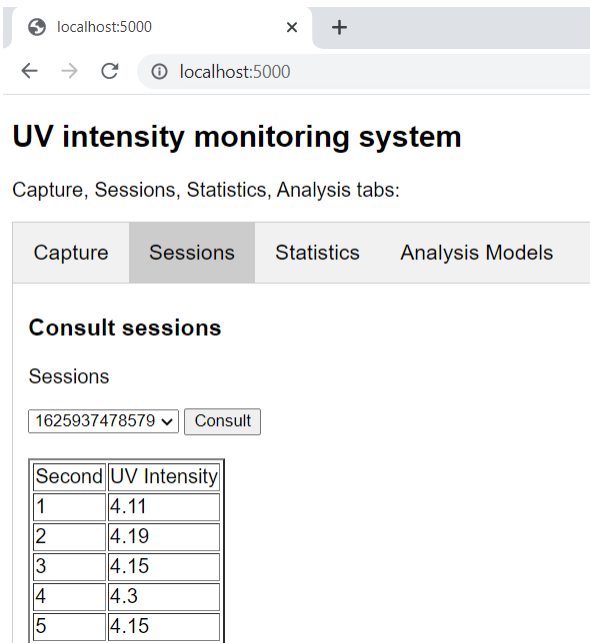 localhost:5000
localhost:5000
UV intensity monitoring system
Capture, Sessions, Statistics, Analysis tabs:
Capture Sessions Statistics Analysis Models
Consult sessions
Sessions
1625937478579 Consult
Second UV Intensity
1 4.11
2 4.19
3 4.15
4 4.3
5 4.15